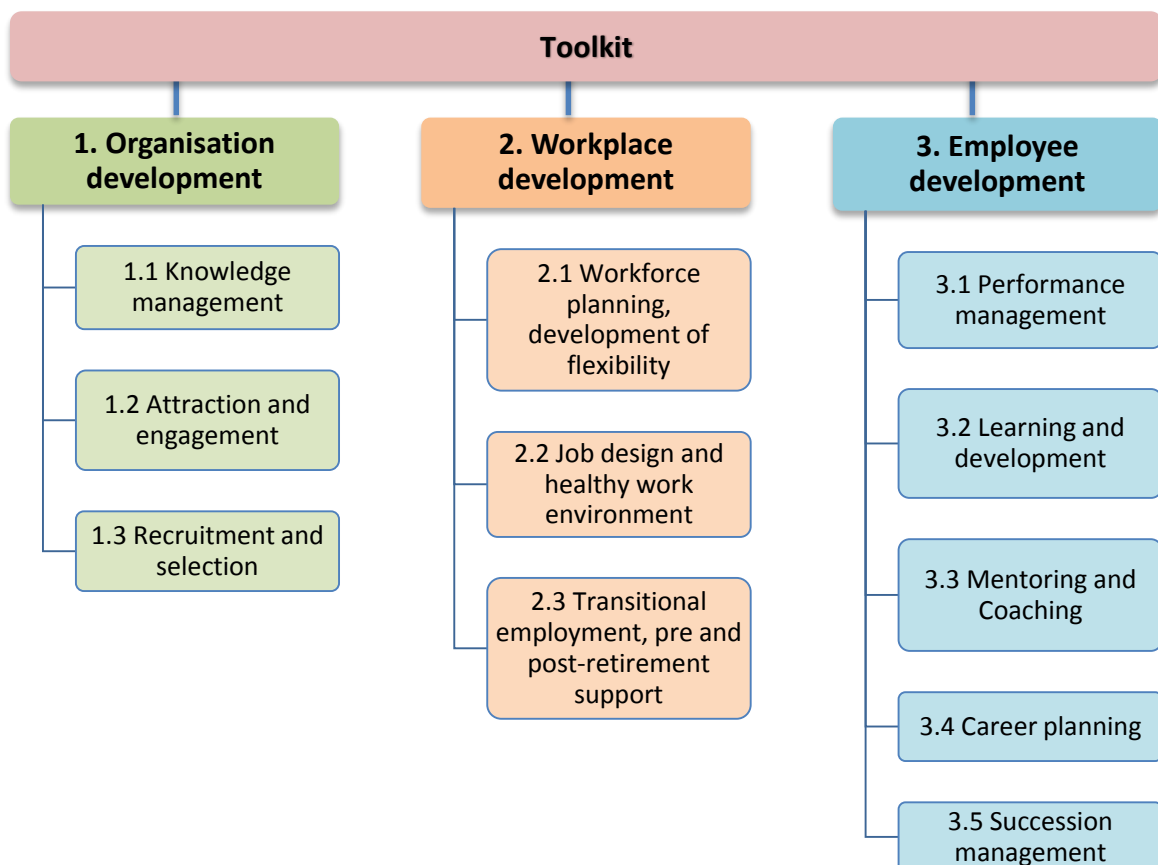 Toolkit
1. Organisation
development
1.1 Knowledge
management
1.2 Attraction and
engagement
1.3 Recruitment and
selection
2. Workplace
development
2.1 Workforce
planning,
development of
flexibility
2.2 Job design and
healthy work
environment
2.3 Transitional
employment, pre and
post-retirement
support
3. Employee
development
3.1 Performance
management
3.2 Learning and
development
3.3 Mentoring and
Coaching
3.4 Career planning
3.5 Succession
management